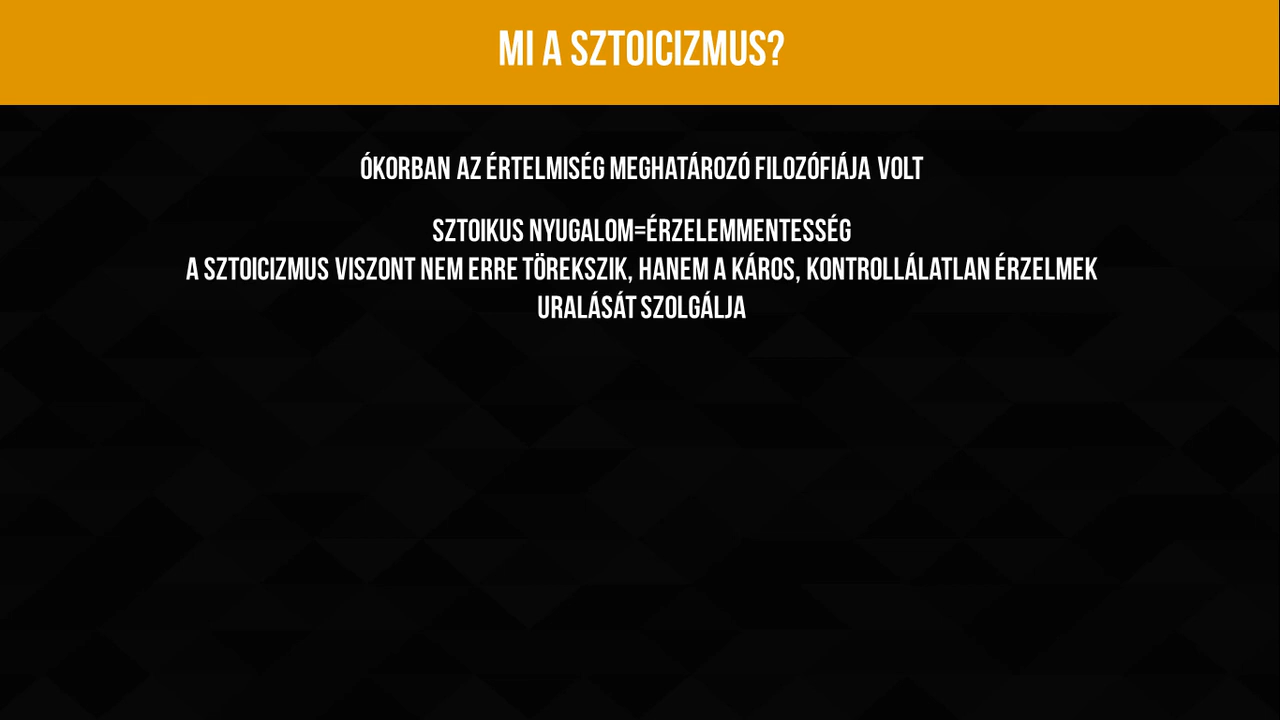 MI A SZTOICIZMUS?
ÓKORBAN AZ ÉRTELMISÉG MEGHATÁROZÓ FILOZÓFIÁJA VOLT
SZTOIKUS NYUGALOM=ÉRZELEMMENTESSÉG
A SZTOICIZMUS VISZONT NEM ERRE TÖREKSZIK, HANEM A KÁROS, KONTROLLÁLATLAN ÉRZELMEK
URALÁSÁT SZOLGÁLJA